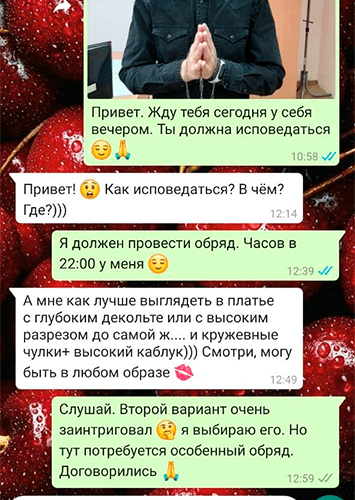 Привет. Жду тебя сегодня у себя
вечером. Ты должна исповедаться
😌🙏
10:58
Привет! 😲 Как исповедаться? В чём?
Где?)))
12:14
Я должен провести обряд. Часов в
22:00 у меня 😌
12:39
А мне как лучше выглядеть в платье
с глубоким декольте или с высоким
разрезом до самой ж.... и кружевные
чулки+ высокий каблук))) Смотри, могу
быть в любом образе 💋
12:49
Слушай. Второй вариант очень
заинтриговал 🤔 я выбираю его. Но
тут потребуется особенный обряд.
Договорились 🙏
12:59